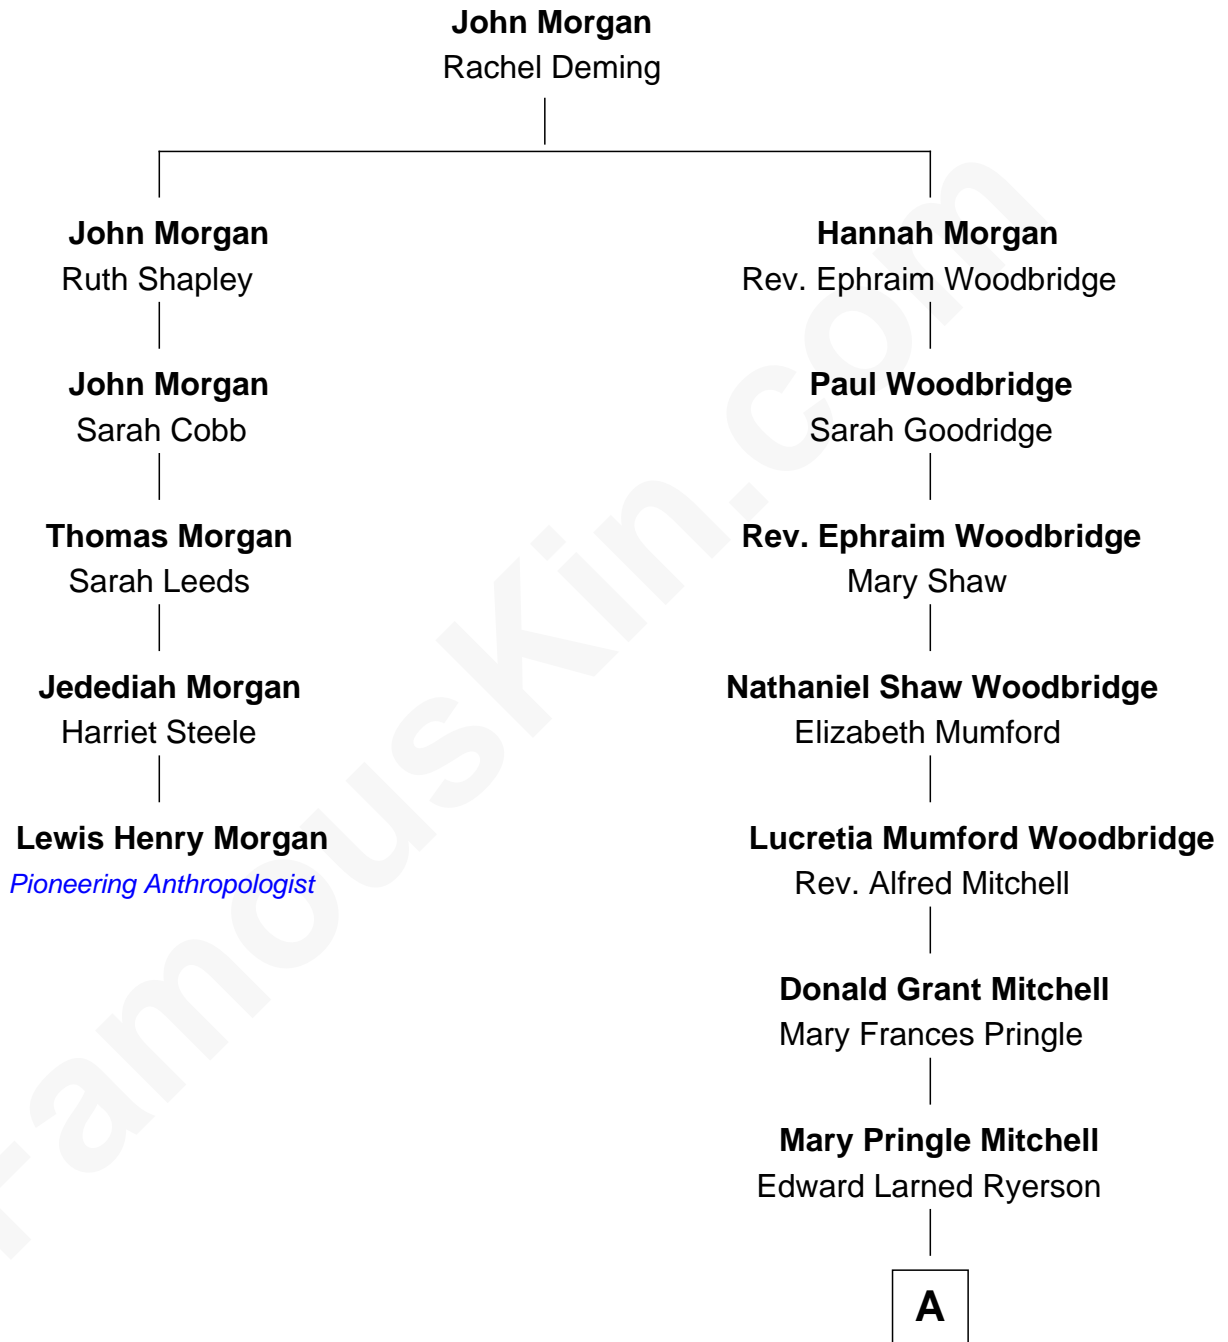 John Morgan
Rachel Deming
John Morgan
Ruth Shapley
Hannah Morgan
Rev. Ephraim Woodbridge
John Morgan
Sarah Cobb
Paul Woodbridge
Sarah Goodridge
Thomas Morgan
Sarah Leeds
Rev. Ephraim Woodbridge
Mary Shaw
Jedediah Morgan
Harriet Steele
Nathaniel Shaw Woodbridge
Elizabeth Mumford
Lewis Henry Morgan
Pioneering Anthropologist
Lucretia Mumford Woodbridge
Rev. Alfred Mitchell
Donald Grant Mitchell
Mary Frances Pringle
Mary Pringle Mitchell
Edward Larned Ryerson
A
FamousKin.com